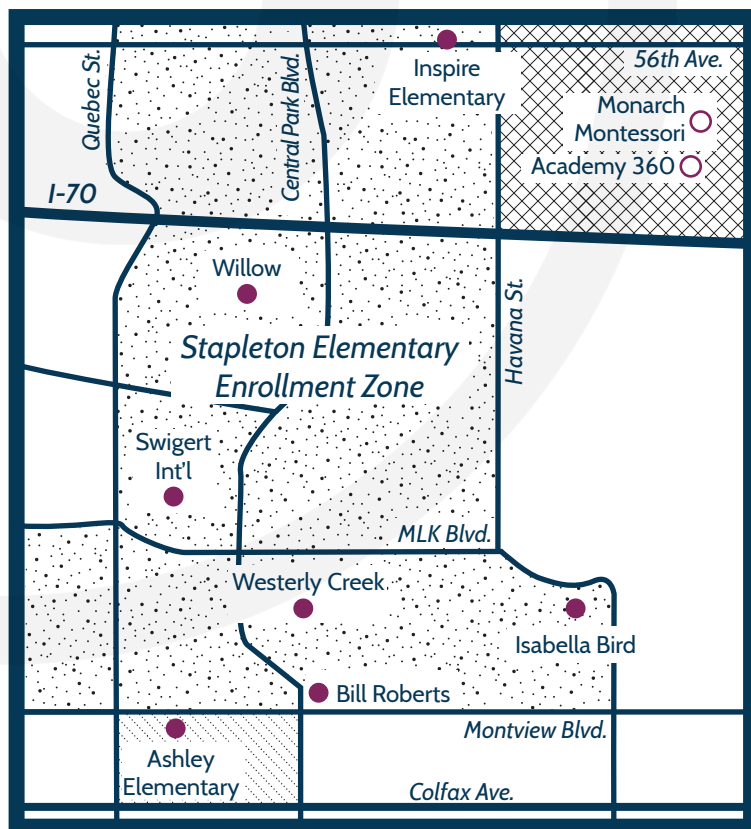 Quebec St.
Central Park Blvd.
Inspire
Elementary
56th Ave.
Monarch
Montessori
Academy 360
I-70
Willow
Havana St.
Stapleton Elementary
Enrollment Zone
Swigert
Int'l
MLK Blvd.
Westerly Creek
Isabella Bird
Bill Roberts
Montview Blvd.
Ashley
Elementary
Colfax Ave.